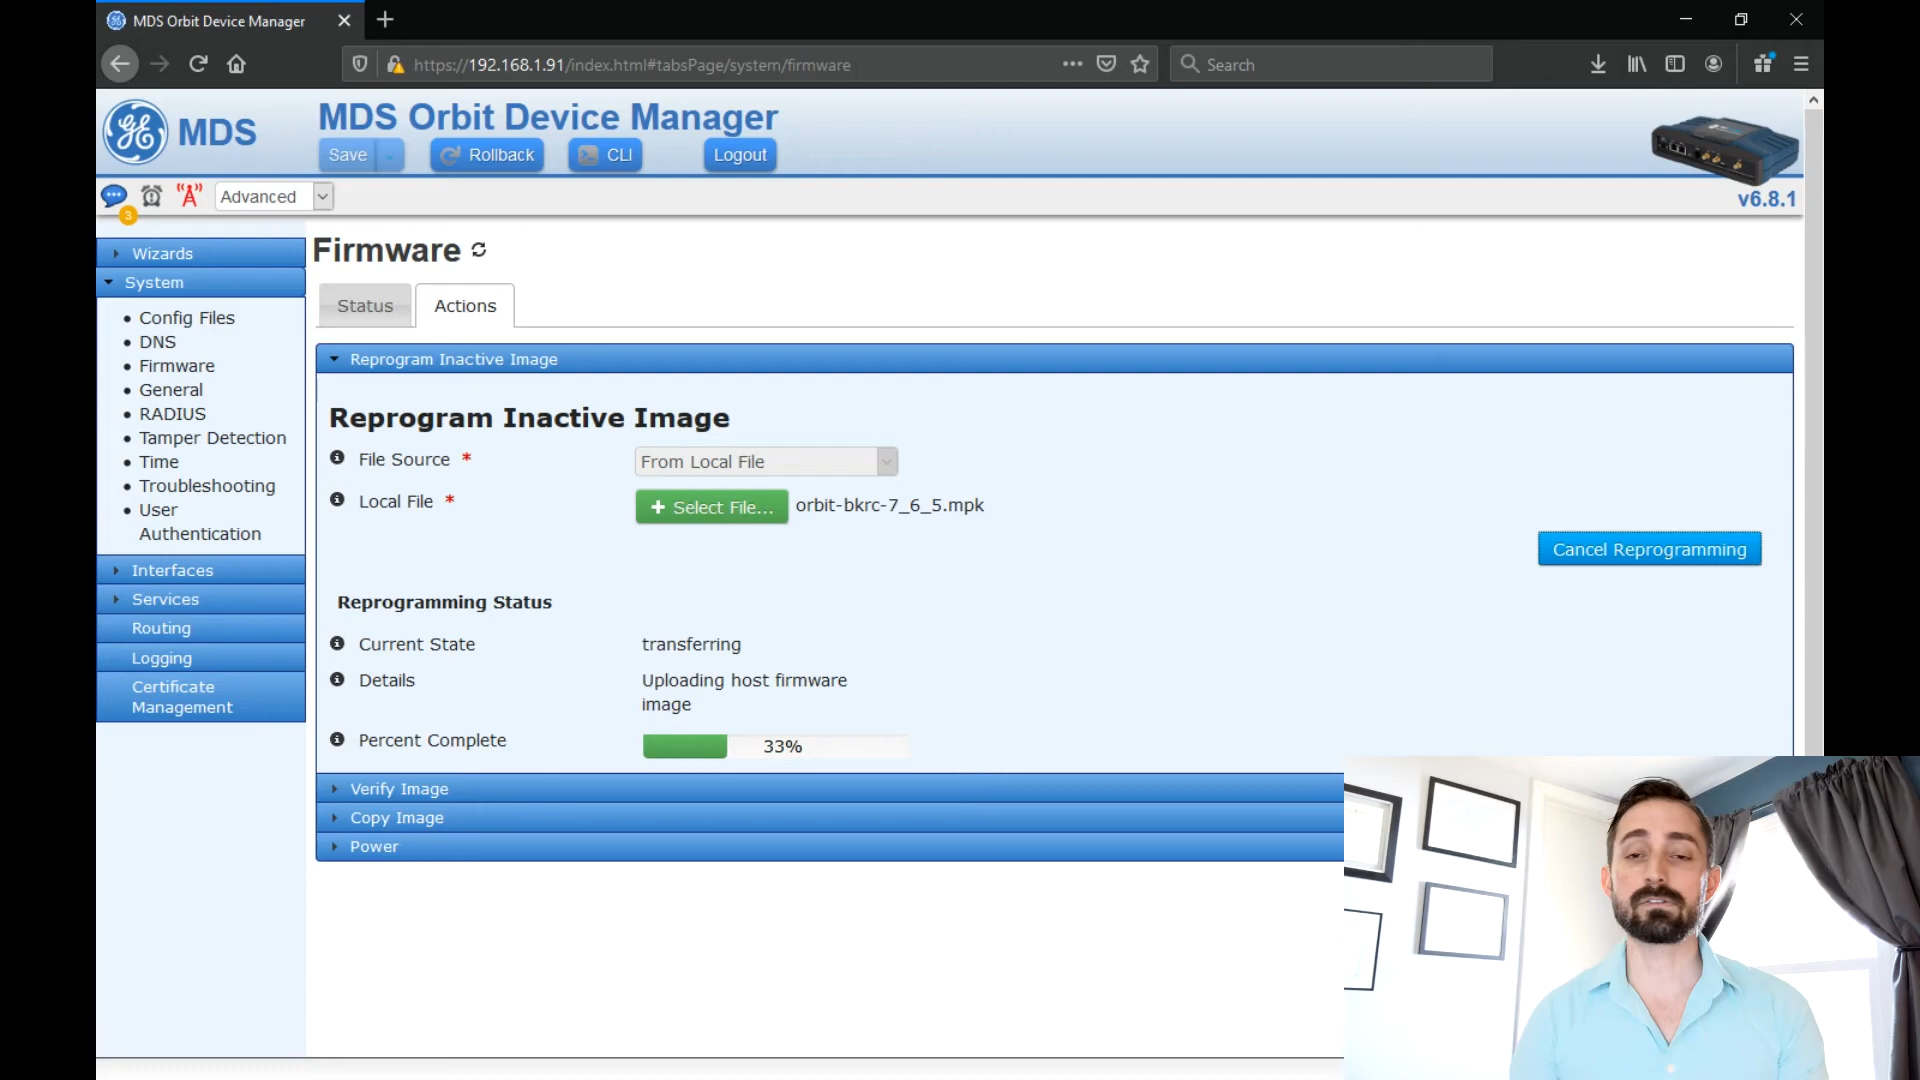 MDS Orbit Device Manager
https://192.168.1.91/index.html#tabsPage/system/firmware
Search
MDS
MDS Orbit Device Manager
Save
Rollback
CLI
Logout
3
Advanced
v6.8.1
Wizards
System
Config Files
DNS
Firmware
General
RADIUS
Tamper Detection
Time
Troubleshooting
User
Authentication
Interfaces
Services
Routing
Logging
Certificate
Management
Firmware
Status
Actions
Reprogram Inactive Image
Reprogram Inactive Image
File Source *
From Local File
Local File *
+ Select File...
orbit-bkrc-7_6_5.mpk
Cancel Reprogramming
Reprogramming Status
Current State
transferring
Details
Uploading host firmware
image
Percent Complete
33%
Verify Image
Copy Image
Power